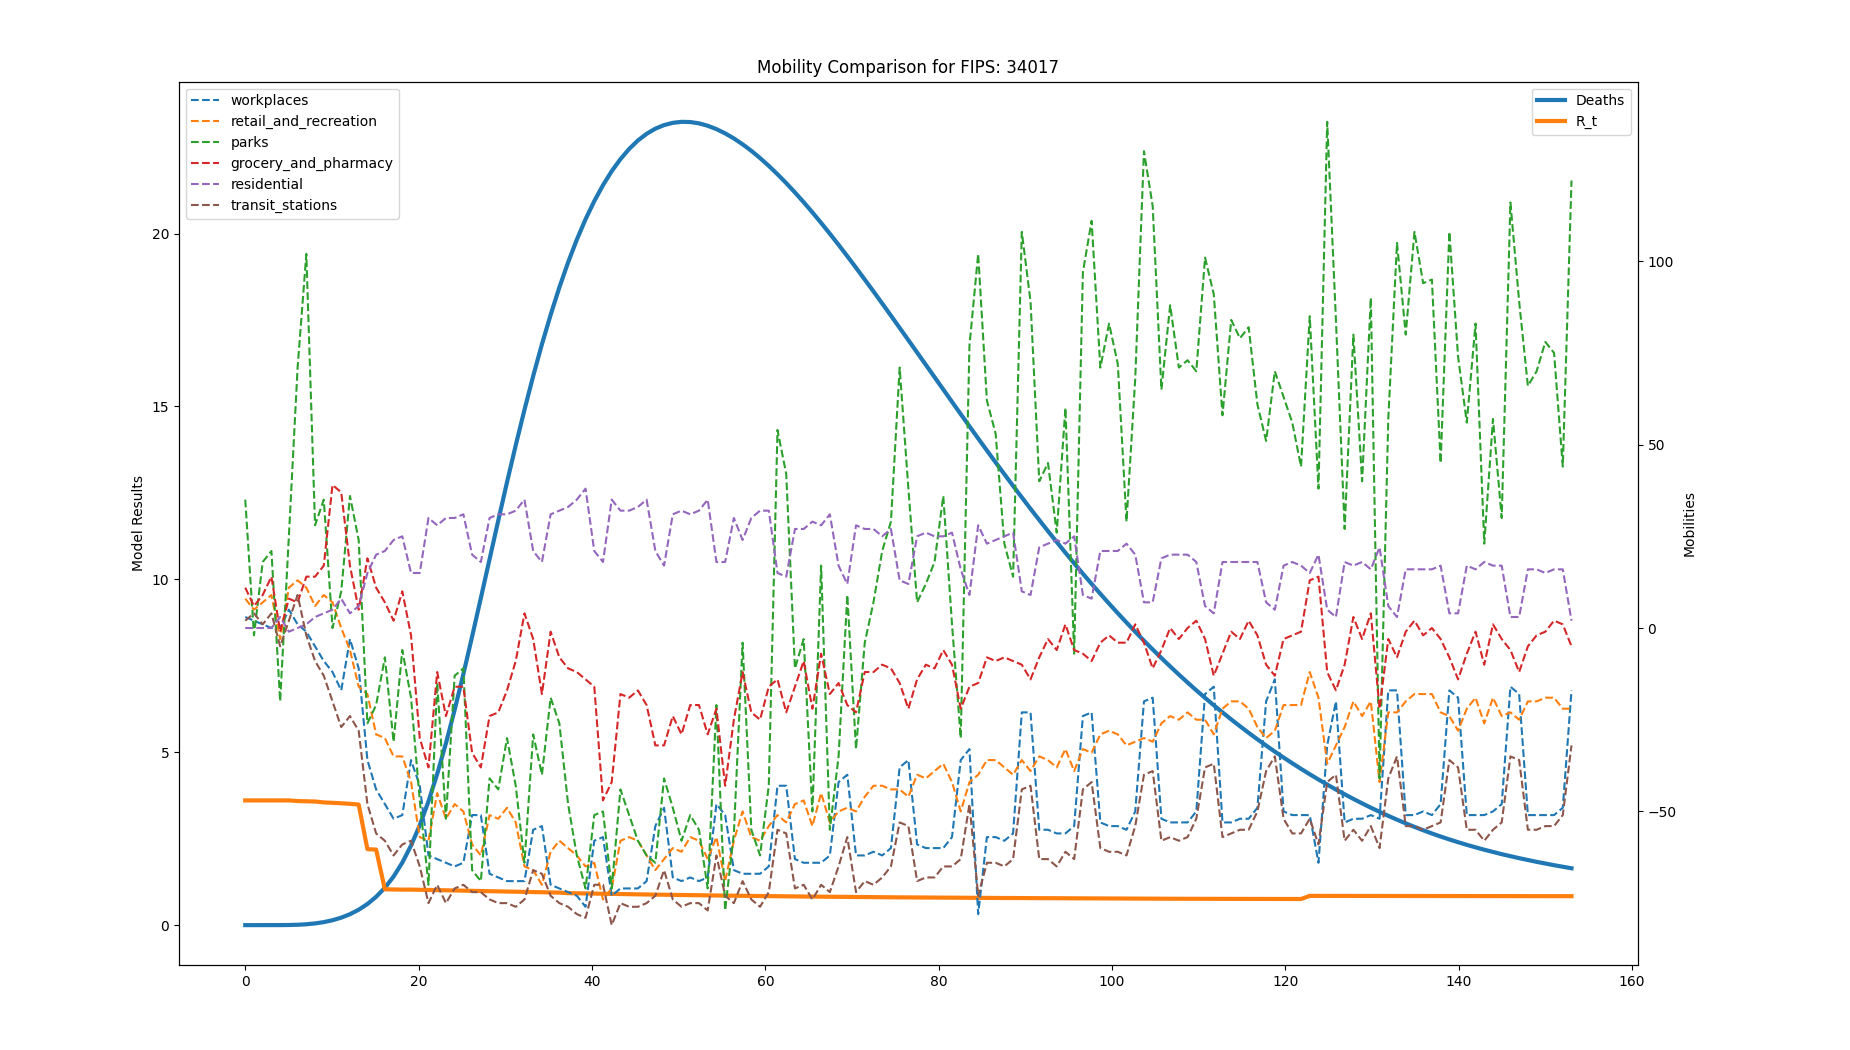 Mobility Comparison for FIPS: 34017
workplaces
retail_and_recreation
parks
grocery_and_pharmacy
residential
transit_stations
Deaths
R_t
Model Results
20
15
10
5
0
Mobilities
100
50
0
−50
0 20 40 60 80 100 120 140 160